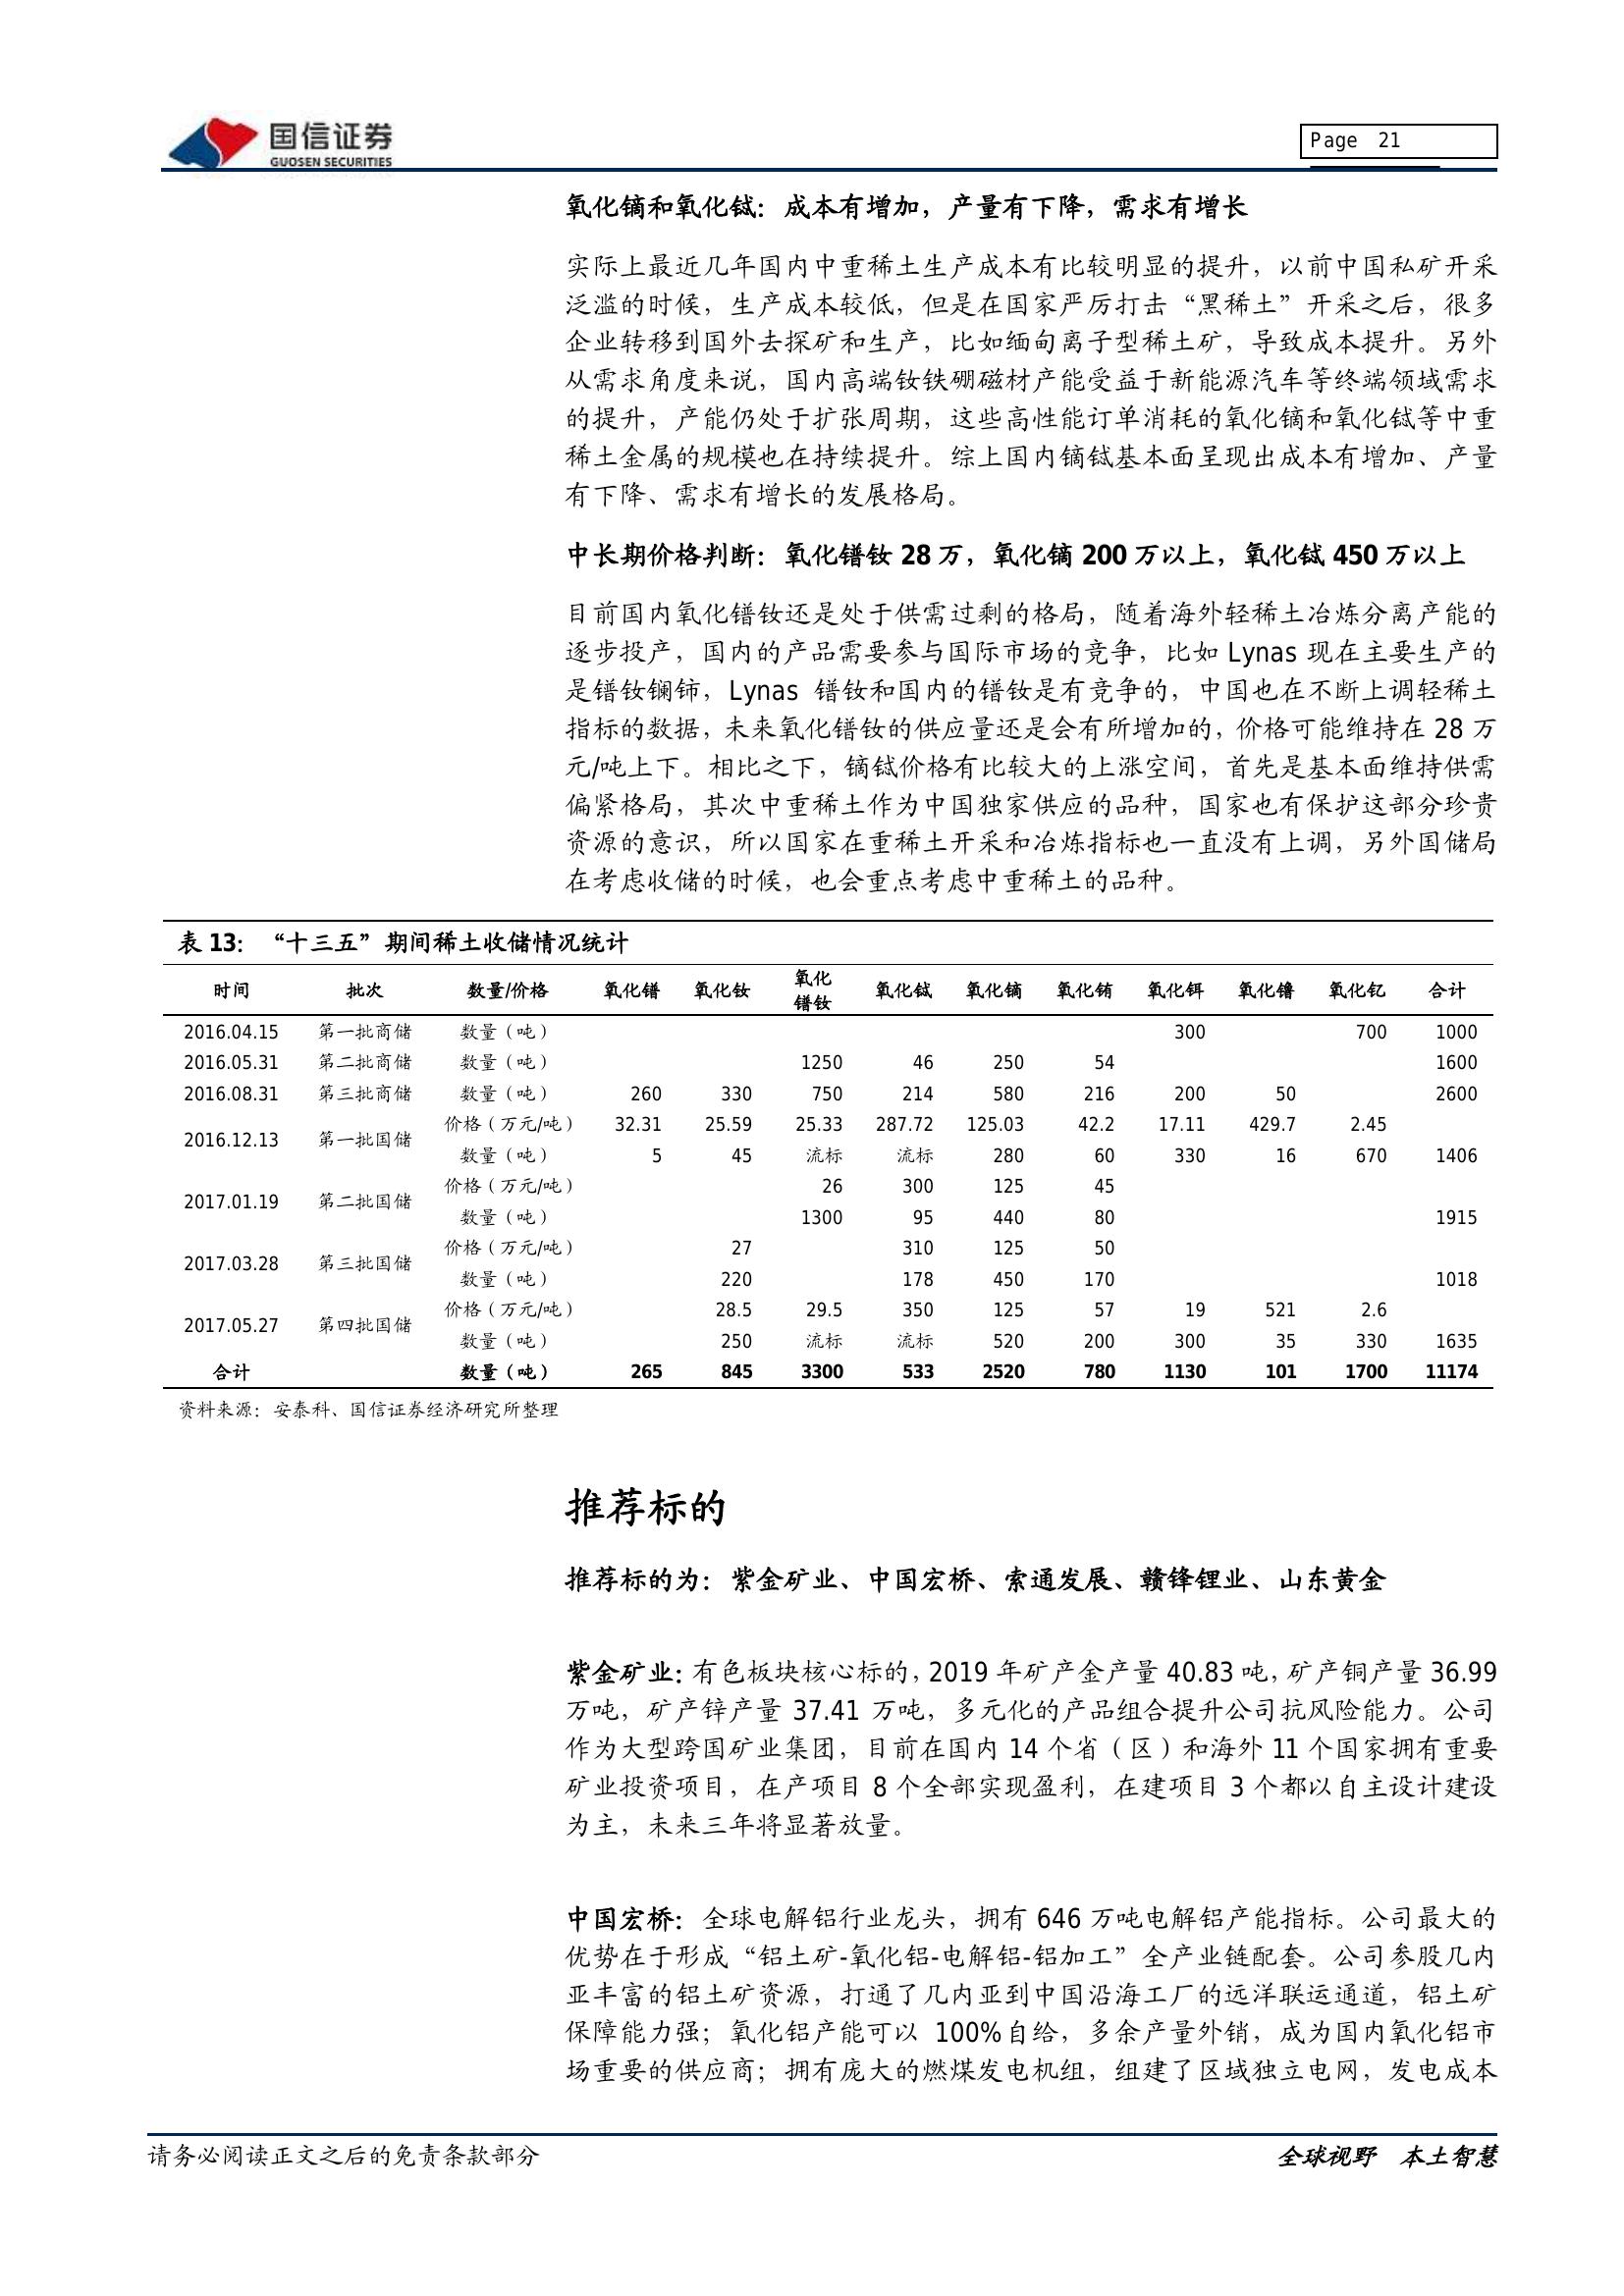 国信证券
GUOSEN SECURITIES
Page 21
氧化镝和氧化铽：成本有增加，产量有下降，需求有增长
实际上最近几年国内中重稀土生产成本有比较明显的提升，以前中国私矿开采
泛滥的时候，生产成本较低，但是在国家严厉打击“黑稀土”开采之后，很多
企业转移到国外去探矿和生产，比如缅甸离子型稀土矿，导致成本提升。另外
从需求角度来说，国内高端钕铁硼磁材产能受益于新能源汽车等终端领域需求
的提升，产能仍处于扩张周期，这些高性能订单消耗的氧化镝和氧化铽等中重
稀土金属的规模也在持续提升。综上国内镝铽基本面呈现出成本有增加、产量
有下降、需求有增长的发展格局。
中长期价格判断：氧化镨钕 28 万，氧化镝 200 万以上，氧化铽 450 万以上
目前国内氧化镨钕还是处于供需过剩的格局，随着海外轻稀土冶炼分离产能的
逐步投产，国内的产品需要参与国际市场的竞争，比如 Lynas 现在主要生产的
是镨钕镧铈，Lynas 镨钕和国内的镨钕是有竞争的，中国也在不断上调轻稀土
指标的数据，未来氧化镨钕的供应量还是会有所增加的，价格可能维持在 28 万
元/吨上下。相比之下，镝铽价格有比较大的上涨空间，首先是基本面维持供需
偏紧格局，其次中重稀土作为中国独家供应的品种，国家也有保护这部分珍贵
资源的意识，所以国家在重稀土开采和冶炼指标也一直没有上调，另外国储局
在考虑收储的时候，也会重点考虑中重稀土的品种。
表 13：“十三五”期间稀土收储情况统计
时间 批次 数量/价格 氧化镨 氧化钕 氧化镨钕 氧化铽 氧化镝 氧化铕 氧化铒 氧化镥 氧化钇 合计
2016.04.15 第一批商储 数量（吨） 300 700 1000
2016.05.31 第二批商储 数量（吨） 1250 46 250 54 1600
2016.08.31 第三批商储 数量（吨） 260 330 750 214 580 216 200 50 2600
2016.12.13 第一批国储 价格（万元/吨） 32.31 25.59 25.33 287.72 125.03 42.2 17.11 429.7 2.45
数量（吨） 5 45 流标 流标 280 60 330 16 670 1406
2017.01.19 第二批国储 价格（万元/吨） 26 300 125 45
数量（吨） 1300 95 440 80 1915
2017.03.28 第三批国储 价格（万元/吨） 27 310 125 50
数量（吨） 220 178 450 170 1018
2017.05.27 第四批国储 价格（万元/吨） 28.5 29.5 350 125 57 19 521 2.6
数量（吨） 250 流标 流标 520 200 300 35 330 1635
合计 数量（吨） 265 845 3300 533 2520 780 1130 101 1700 11174
资料来源：安泰科、国信证券经济研究所整理
推荐标的
推荐标的为：紫金矿业、中国宏桥、索通发展、赣锋锂业、山东黄金
紫金矿业：有色板块核心标的，2019 年矿产金产量 40.83 吨，矿产铜产量 36.99
万吨，矿产锌产量 37.41 万吨，多元化的产品组合提升公司抗风险能力。公司
作为大型跨国矿业集团，目前在国内 14 个省（区）和海外 11 个国家拥有重要
矿业投资项目，在产项目 8 个全部实现盈利，在建项目 3 个都以自主设计建设
为主，未来三年将显著放量。
中国宏桥：全球电解铝行业龙头，拥有 646 万吨电解铝产能指标。公司最大的
优势在于形成“铝土矿-氧化铝-电解铝-铝加工”全产业链配套。公司参股几内
亚丰富的铝土矿资源，打通了几内亚到中国沿海工厂的远洋联运通道，铝土矿
保障能力强；氧化铝产能可以 100%自给，多余产量外销，成为国内氧化铝市
场重要的供应商；拥有庞大的燃煤发电机组，组建了区域独立电网，发电成本
请务必阅读正文之后的免责条款部分
全球视野 本土智慧